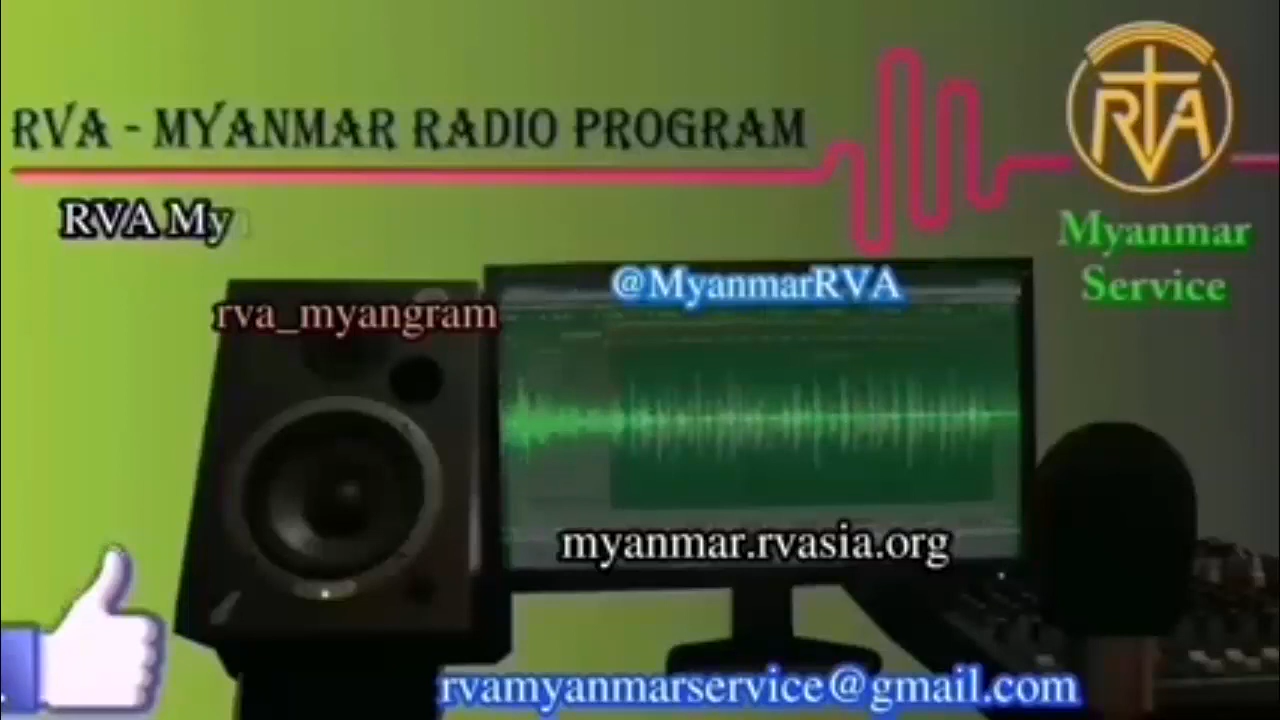 RVA - MYANMAR RADIO PROGRAM
RVA
Myanmar
Service
RVA My
@MyanmarRVA
rva_myangram
myanmar.rvasia.org
rvamyanmarservice@gmail.com